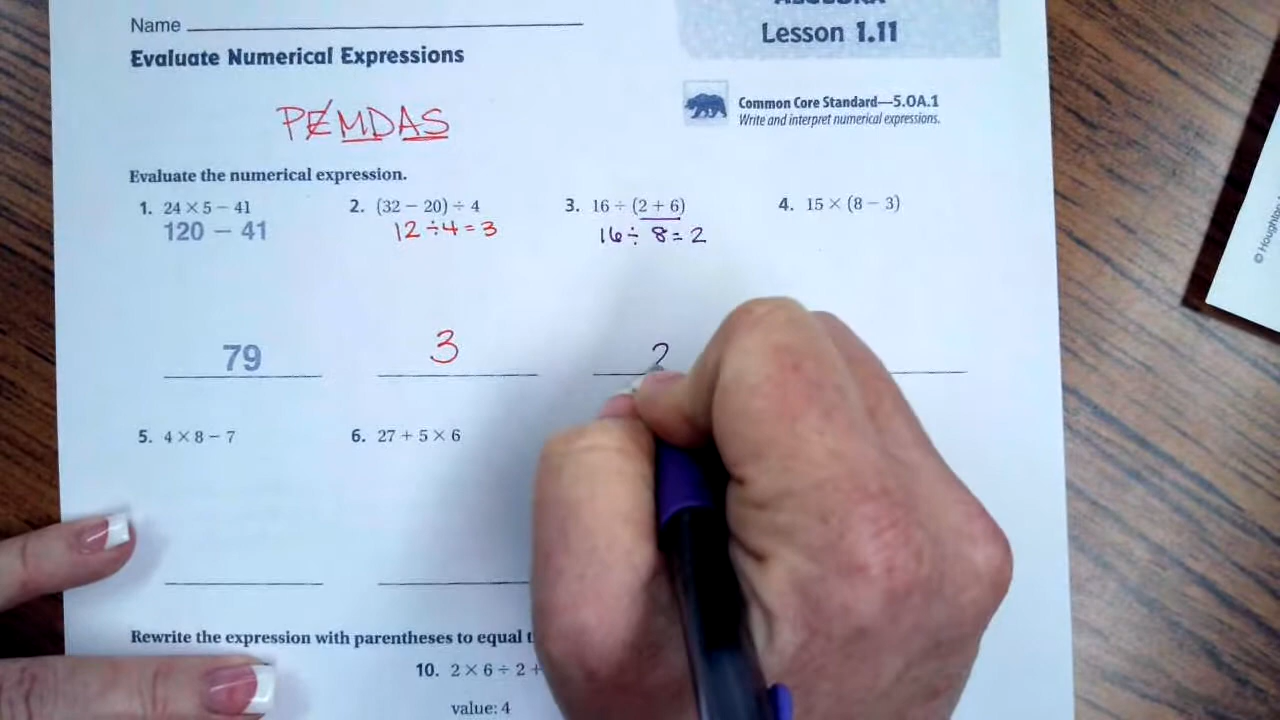 Name
Lesson 1.11
Evaluate Numerical Expressions
Common Core Standard—5.OA.1
Write and interpret numerical expressions.
PEMDAS
Evaluate the numerical expression.
1. 24 × 5 − 41
120 − 41
79
2. (32 − 20) ÷ 4
12 ÷ 4 = 3
3
3. 16 ÷ (2 + 6)
16 ÷ 8 = 2
2
4. 15 × (8 − 3)
5. 4 × 8 − 7
6. 27 + 5 × 6
Rewrite the expression with parentheses to equal
10. 2 × 6 ÷ 2 +
value: 4
© Houghton